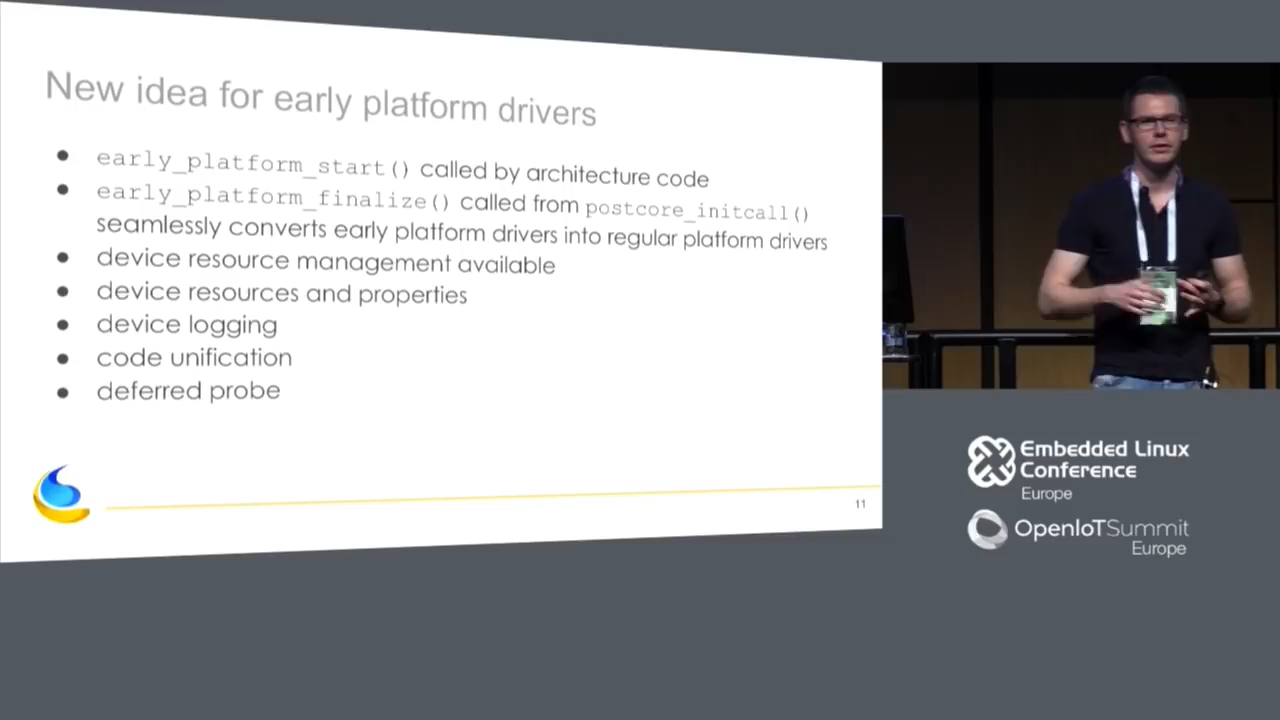 New idea for early platform drivers
● early_platform_start() called by architecture code
● early_platform_finalize() called from postcore_initcall()
seamlessly converts early platform drivers into regular platform drivers
● device resource management available
● device resources and properties
● device logging
● code unification
● deferred probe
11
Embedded Linux
Conference
Europe
OpenIoTSummit
Europe